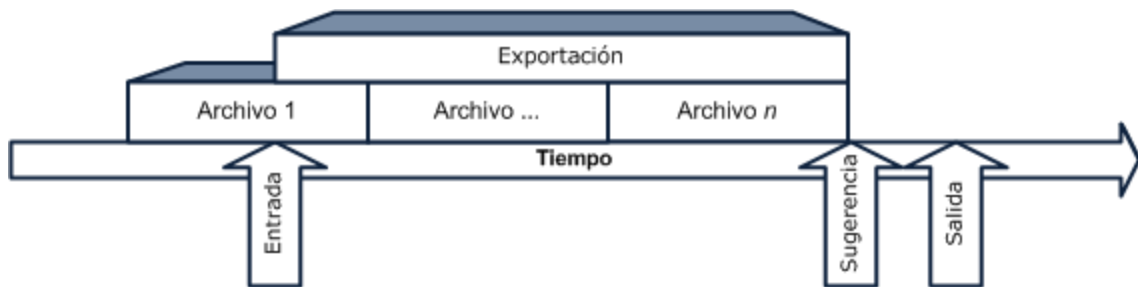 Exportación
Archivo 1
Archivo ...
Archivo n
Tiempo
Entrada
Sugerencia
Salida